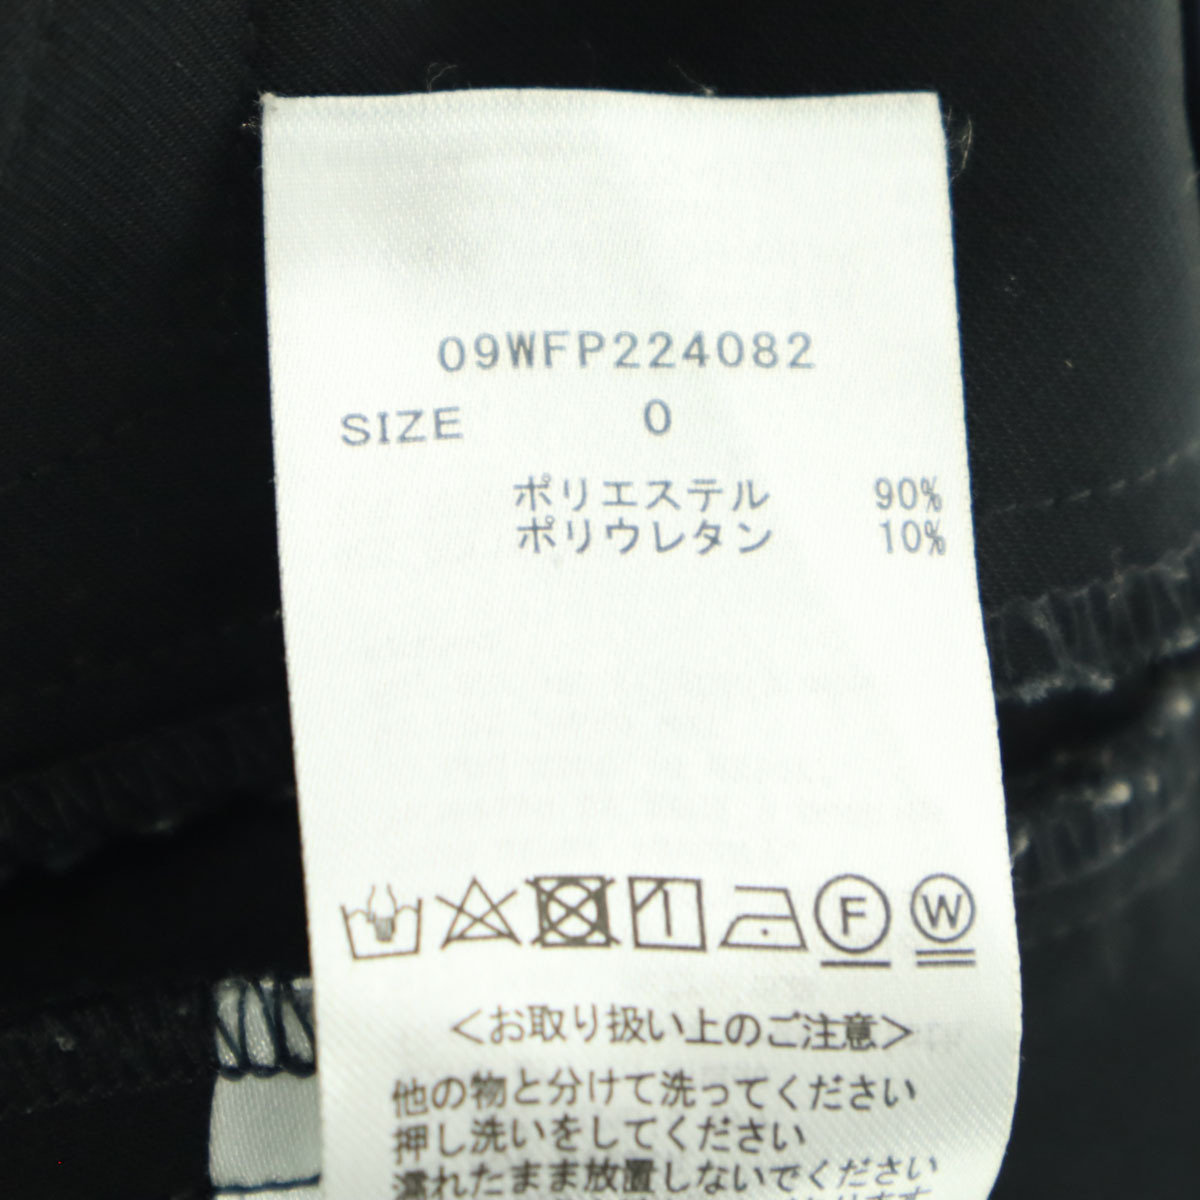 09WFP224082
SIZE 0
ポリエステル 90%
ポリウレタン 10%
F W
<お取り扱い上のご注意>
他の物と分けて洗ってください
押し洗いをしてください
濡れたまま放置しないでください